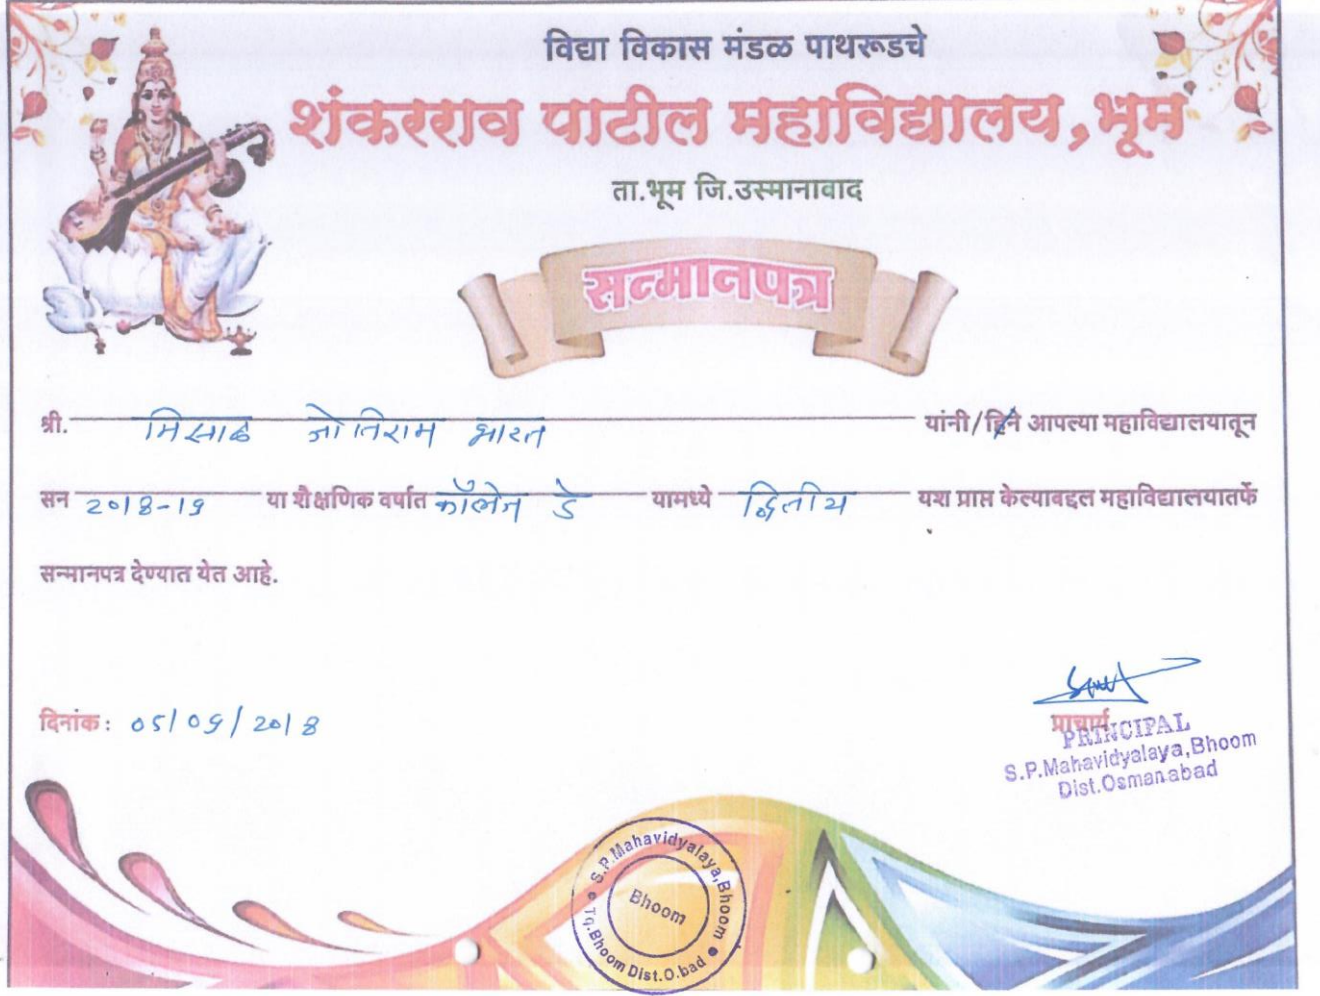 विद्या विकास मंडळ पाथरूडचे
शंकरराव पाटील महाविद्यालय,भूम
ता.भूम जि.उस्मानावाद
सन्मानपत्र
श्री. मिसाळ जोतिराम भारत यांनी/हिने आपल्या महाविद्यालयातून
सन 2018-19 या शैक्षणिक वर्षात कॉलेज डे यामध्ये द्वितीय यश प्राप्त केल्याबद्दल महाविद्यालयातर्फे
सन्मानपत्र देण्यात येत आहे.
दिनांक: 05/09/2018
प्राचार्य
PRINCIPAL
S.P.Mahavidyalaya,Bhoom
Dist.Osmanabad
S.P.Mahavidyalaya,Bhoom
Tq.Bhoom Dist.O.bad
Bhoom